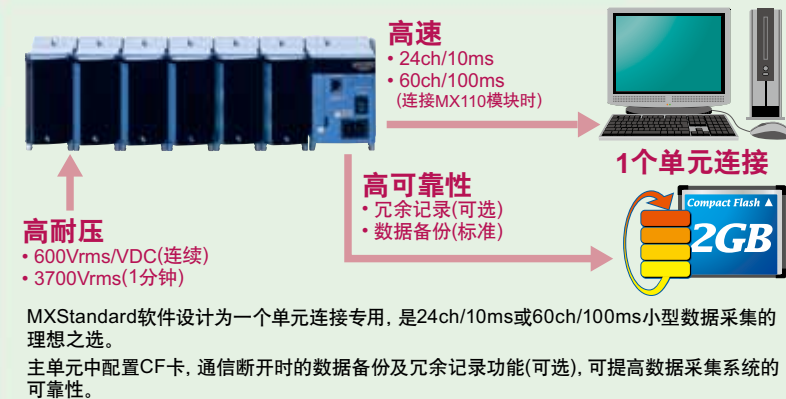 高速
• 24ch/10ms
• 60ch/100ms
(连接MX110模块时)
1个单元连接
高可靠性
• 冗余记录(可选)
• 数据备份(标准)
Compact Flash ▲
2GB
高耐压
• 600Vrms/VDC(连续)
• 3700Vrms(1分钟)
MXStandard软件设计为一个单元连接专用, 是24ch/10ms或60ch/100ms小型数据采集的
理想之选。
主单元中配置CF卡, 通信断开时的数据备份及冗余记录功能(可选), 可提高数据采集系统的
可靠性。